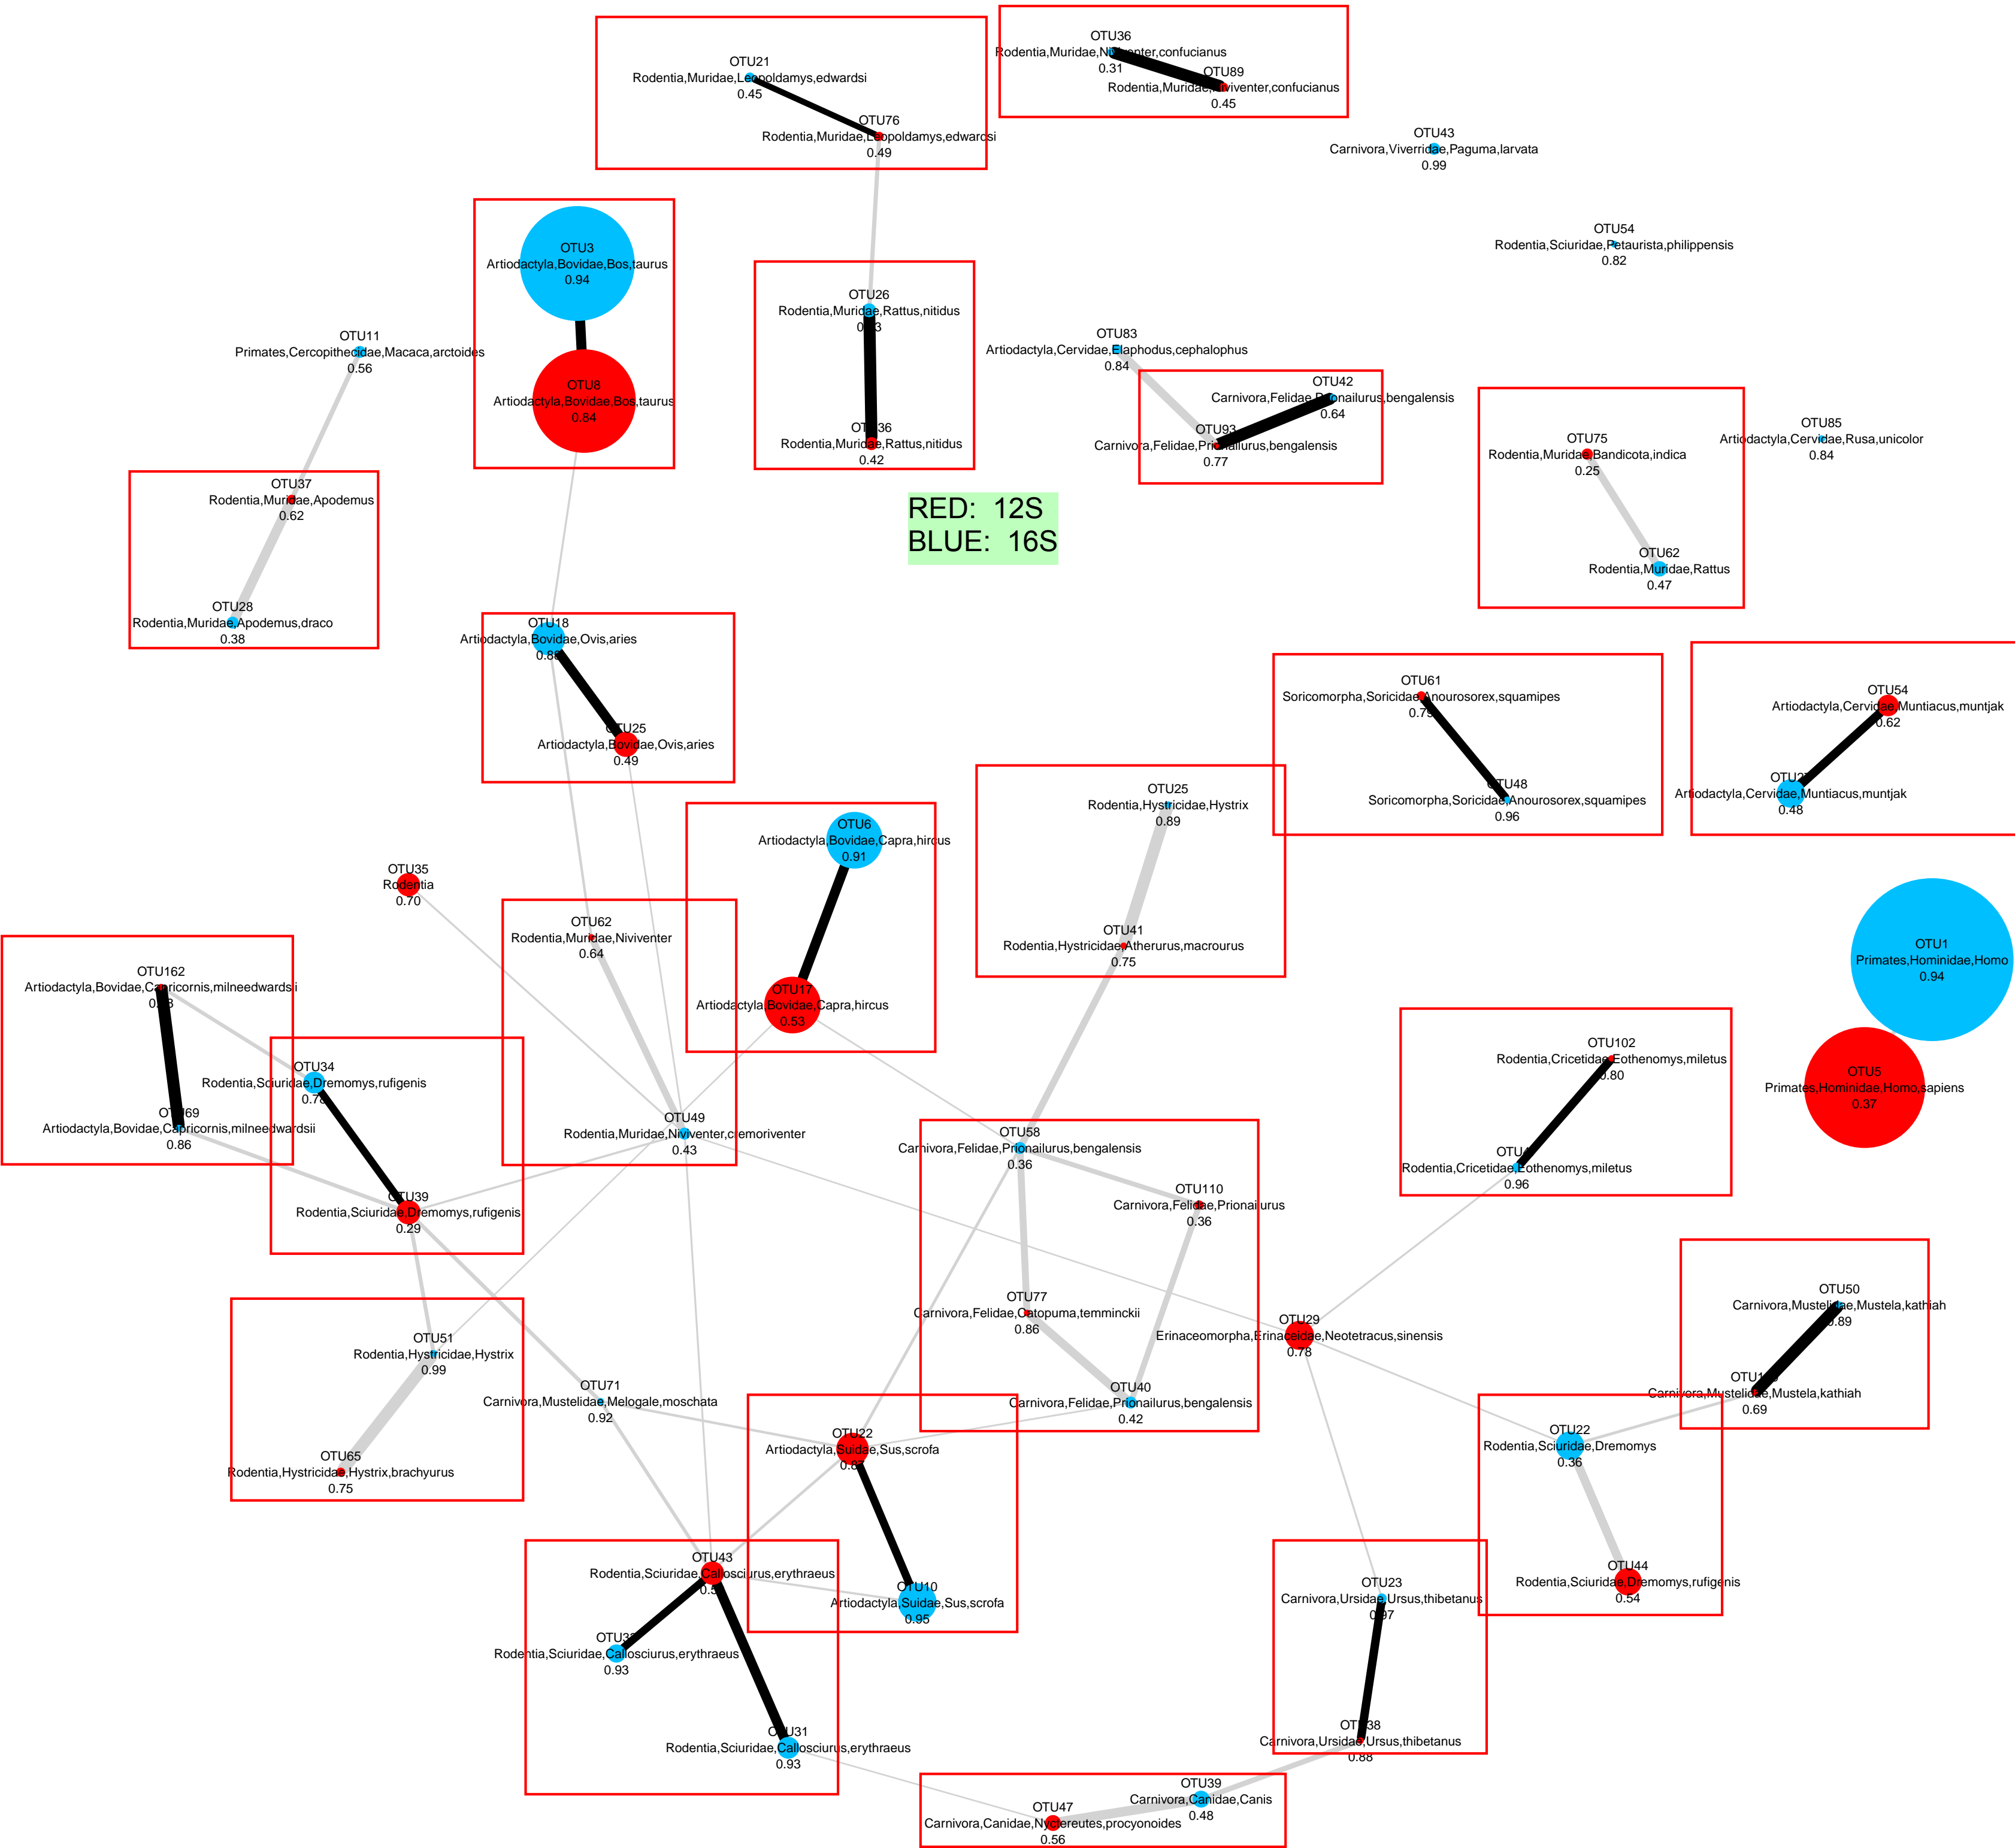 OTU36
Rodentia,Muridae,Niviventer,confucianus
0.31
OTU89
Rodentia,Muridae,Niviventer,confucianus
0.45
OTU21
Rodentia,Muridae,Leopoldamys,edwardsi
0.45
OTU76
Rodentia,Muridae,Leopoldamys,edwardsi
0.49
OTU43
Carnivora,Viverridae,Paguma,larvata
0.99
OTU54
Rodentia,Sciuridae,Petaurista,philippensis
0.82
OTU3
Artiodactyla,Bovidae,Bos,taurus
0.94
OTU8
Artiodactyla,Bovidae,Bos,taurus
0.84
OTU26
Rodentia,Muridae,Rattus,nitidus
OTU36
Rodentia,Muridae,Rattus,nitidus
0.42
OTU11
Primates,Cercopithecidae,Macaca,arctoides
0.56
OTU83
Artiodactyla,Cervidae,Elaphodus,cephalophus
0.84
OTU42
Carnivora,Felidae,Prionailurus,bengalensis
0.64
OTU93
Carnivora,Felidae,Prionailurus,bengalensis
0.77
OTU75
Rodentia,Muridae,Bandicota,indica
0.25
OTU85
Artiodactyla,Cervidae,Rusa,unicolor
0.84
OTU62
Rodentia,Muridae,Rattus
0.47
RED: 12S
BLUE: 16S
OTU37
Rodentia,Muridae,Apodemus
0.62
OTU28
Rodentia,Muridae,Apodemus,draco
0.38
OTU18
Artiodactyla,Bovidae,Ovis,aries
OTU25
Artiodactyla,Bovidae,Ovis,aries
0.49
OTU61
Soricomorpha,Soricidae,Anourosorex,squamipes
0.79
OTU48
Soricomorpha,Soricidae,Anourosorex,squamipes
0.96
OTU54
Artiodactyla,Cervidae,Muntiacus,muntjak
0.62
Artiodactyla,Cervidae,Muntiacus,muntjak
0.48
OTU25
Rodentia,Hystricidae,Hystrix
0.89
OTU41
Rodentia,Hystricidae,Atherurus,macrourus
0.75
OTU6
Artiodactyla,Bovidae,Capra,hircus
0.91
OTU17
Artiodactyla,Bovidae,Capra,hircus
0.53
OTU35
Rodentia
0.70
OTU62
Rodentia,Muridae,Niviventer
0.64
OTU49
Rodentia,Muridae,Niviventer,cremoriventer
0.43
OTU1
Primates,Hominidae,Homo
0.94
OTU5
Primates,Hominidae,Homo,sapiens
0.37
OTU162
Artiodactyla,Bovidae,Capricornis,milneedwardsii
OTU69
Artiodactyla,Bovidae,Capricornis,milneedwardsii
0.86
OTU34
Rodentia,Sciuridae,Dremomys,rufigenis
0.78
OTU39
Rodentia,Sciuridae,Dremomys,rufigenis
0.29
OTU102
Rodentia,Cricetidae,Eothenomys,miletus
0.80
Rodentia,Cricetidae,Eothenomys,miletus
0.96
OTU58
Carnivora,Felidae,Prionailurus,bengalensis
0.36
OTU110
Carnivora,Felidae,Prionailurus
0.36
OTU77
Carnivora,Felidae,Catopuma,temminckii
0.86
OTU40
Carnivora,Felidae,Prionailurus,bengalensis
0.42
OTU29
Erinaceomorpha,Erinaceidae,Neotetracus,sinensis
0.78
OTU50
Carnivora,Mustelidae,Mustela,kathiah
0.89
Carnivora,Mustelidae,Mustela,kathiah
0.69
OTU51
Rodentia,Hystricidae,Hystrix
0.99
OTU65
Rodentia,Hystricidae,Hystrix,brachyurus
0.75
OTU71
Carnivora,Mustelidae,Melogale,moschata
0.92
OTU22
Artiodactyla,Suidae,Sus,scrofa
OTU10
Artiodactyla,Suidae,Sus,scrofa
0.95
OTU22
Rodentia,Sciuridae,Dremomys
0.36
OTU44
Rodentia,Sciuridae,Dremomys,rufigenis
0.54
OTU43
Rodentia,Sciuridae,Callosciurus,erythraeus
Rodentia,Sciuridae,Callosciurus,erythraeus
0.93
OTU31
Rodentia,Sciuridae,Callosciurus,erythraeus
0.93
OTU23
Carnivora,Ursidae,Ursus,thibetanus
0.97
OTU38
Carnivora,Ursidae,Ursus,thibetanus
0.88
OTU39
Carnivora,Canidae,Canis
0.48
OTU47
Carnivora,Canidae,Nyctereutes,procyonoides
0.56